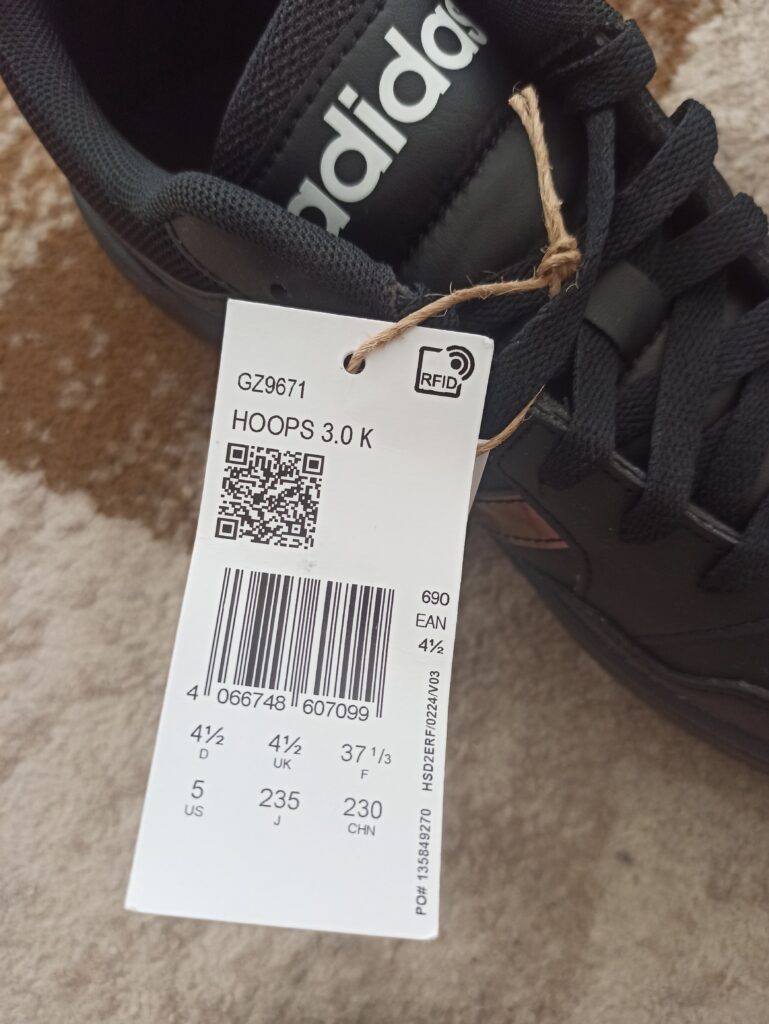 adidas
RFID
GZ9671
HOOPS 3.0 K
690
EAN
4½
4 066748 607099
4½ 4½ 37 1/3
D UK F
5 235 230
US J CHN
PO# 135849270 HSD2ERF/0224/V03